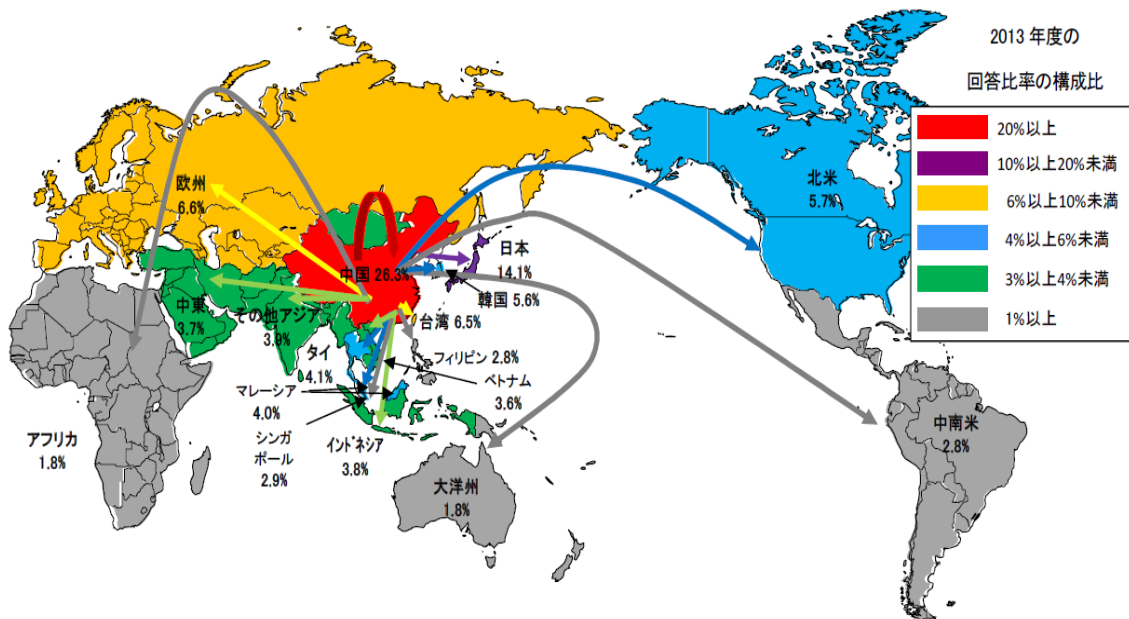 2013 年度の
回答比率の構成比
20%以上
10%以上20%未満
6%以上10%未満
4%以上6%未満
3%以上4%未満
1%以上
欧州
6.6%
北米
5.7%
日本
14.1%
中国 26.3%
韓国 5.6%
中東
3.7%
その他アジア
3.9%
台湾 6.5%
タイ
4.1%
フィリピン 2.8%
ベトナム
3.6%
マレーシア
4.0%
シンガ
ポール
2.9%
インドネシア
3.8%
アフリカ
1.8%
大洋州
1.8%
中南米
2.8%